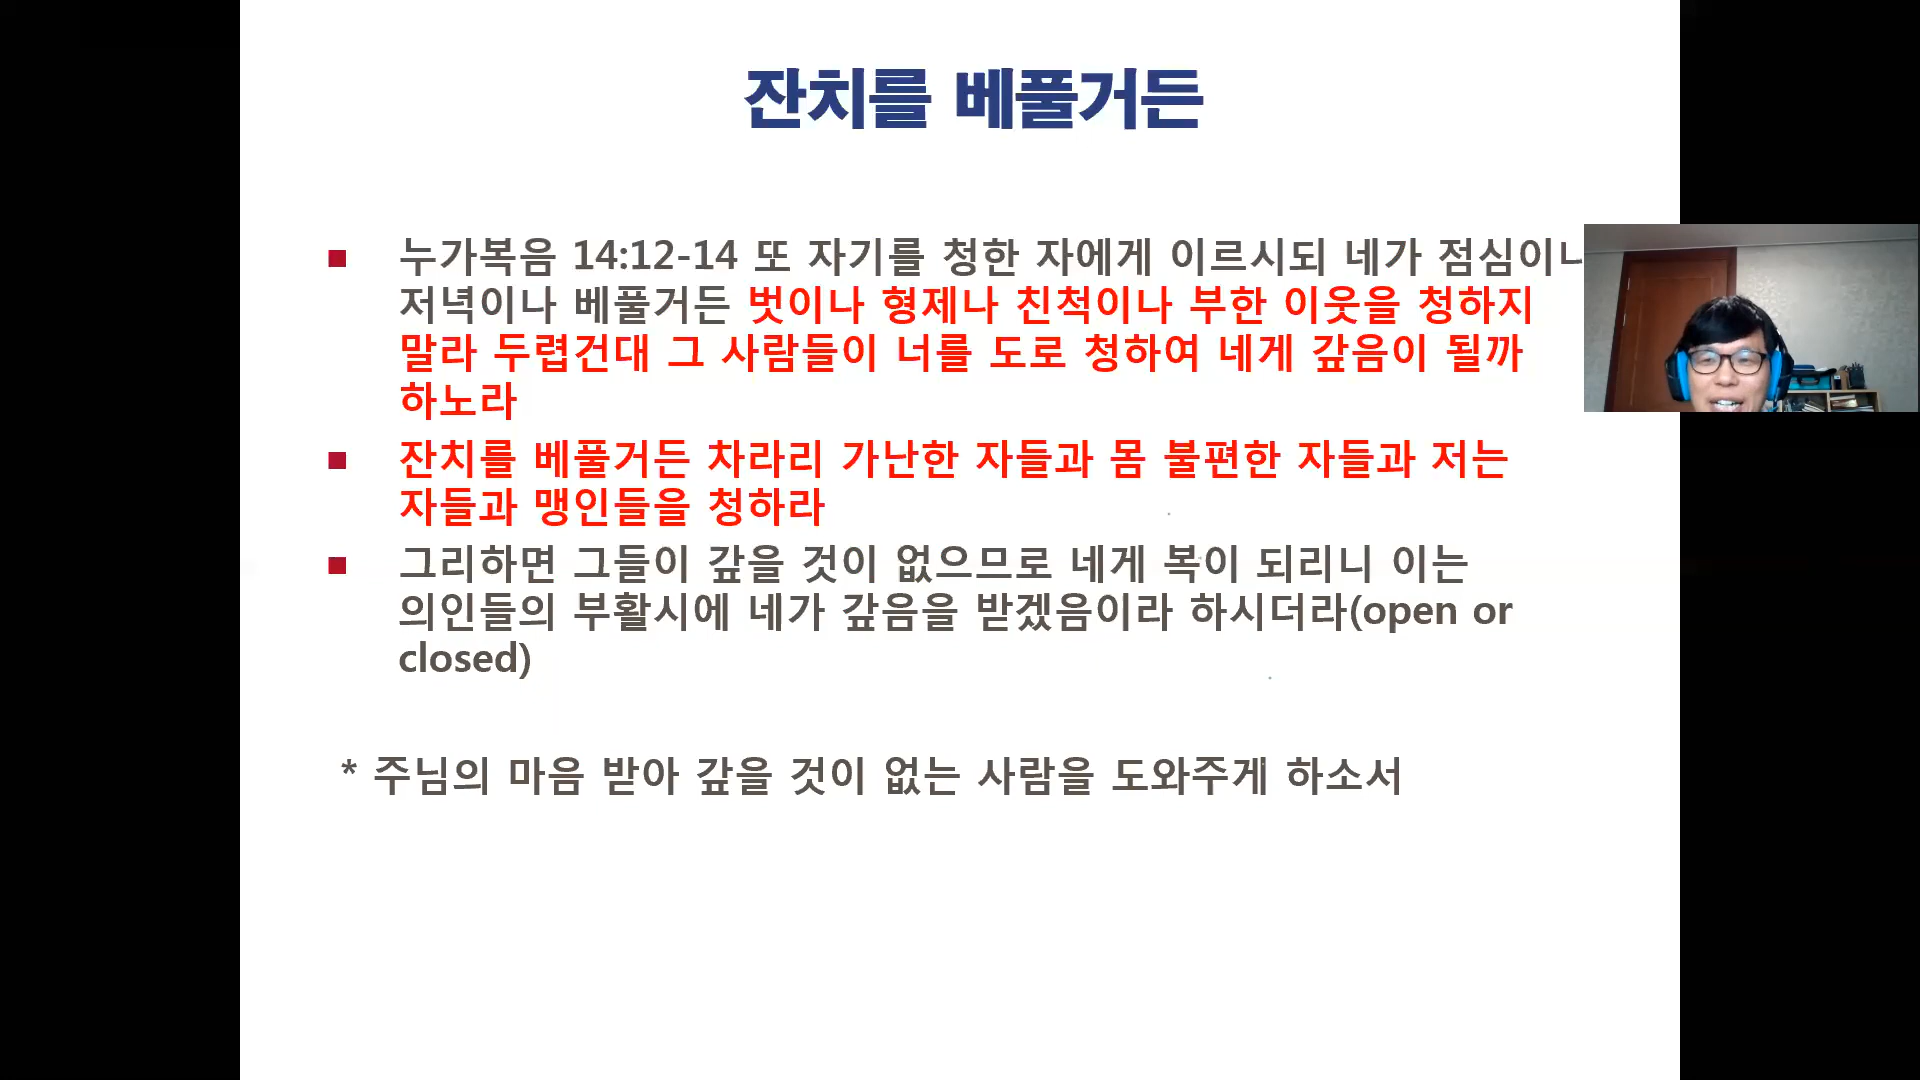 잔치를 베풀거든
누가복음 14:12-14 또 자기를 청한 자에게 이르시되 네가
저녁이나 베풀거든 벗이나 형제나 친척이나 부한 이웃을 청하지
말라 두렵건대 그 사람들이 너를 도로 청하여 네게 갚음이 될까
하노라
잔치를 베풀거든 차라리 가난한 자들과 몸 불편한 자들과 저는
자들과 맹인들을 청하라
그리하면 그들이 갚을 것이 없으므로 네게 복이 되리니 이는
의인들의 부활시에 네가 갚음을 받겠음이라 하시더라(open or
closed)
* 주님의 마음 받아 갚을 것이 없는 사람을 도와주게 하소서